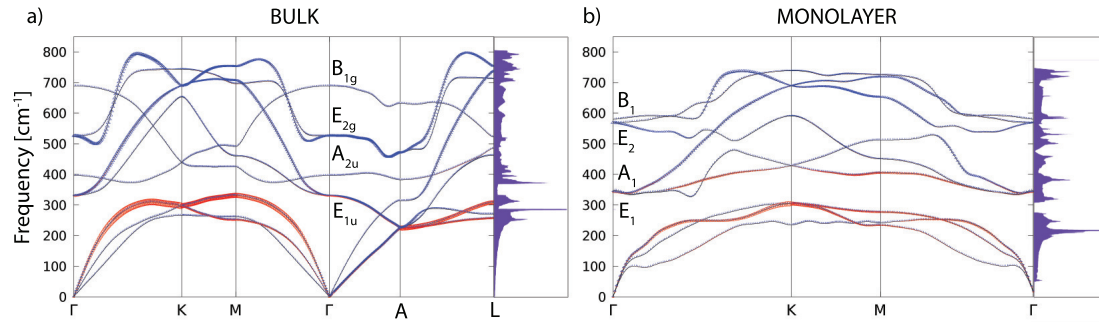 a) BULK
b) MONOLAYER
Frequency [cm⁻¹]
800
700
600
500
400
300
200
100
0
B1g
E2g
A2u
E1u
Γ K M Γ A L
800
700
600
500
400
300
200
100
0
B1
E2
A1
E1
Γ K M Γ